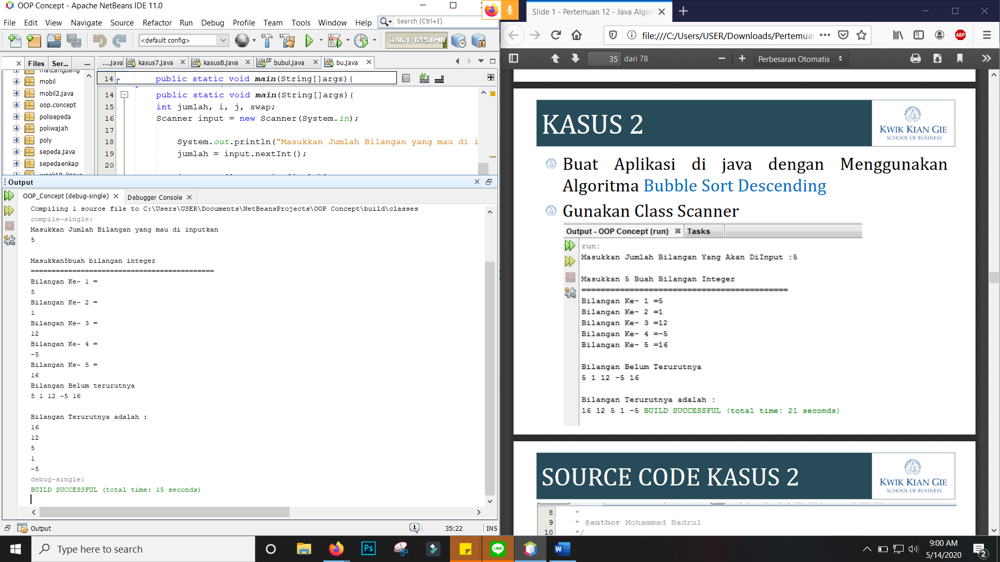 OOP Concept - Apache NetBeans IDE 11.0
File Edit View Navigate Source Refactor Run Debug Profile Team Tools Window Help
Search (Ctrl+I)
<default config>
486.1/655.0MB
Files Ser...
....java kasus7.java kasus8.java bubul.java bu.java
mobil
mobil2.java
oop.concept
polisepeda
poliwajah
poly
sepeda.java
sepedaenkap
14 public static void main(String[]args){
14 public static void main(String[]args){
15 int jumlah, i, j, swap;
16 Scanner input = new Scanner(System.in);
17
18 System.out.println("Masukkan Jumlah Bilangan yang mau di i
19 jumlah = input.nextInt();
20
Output
OOP_Concept (debug-single) Debugger Console
Compiling 1 source file to C:\Users\USER\Documents\NetBeansProjects\OOP Concept\build\classes
compile-single:
Masukkan Jumlah Bilangan yang mau di inputkan
5
Masukkan5buah bilangan integer
============================================
Bilangan Ke- 1 =
5
Bilangan Ke- 2 =
1
Bilangan Ke- 3 =
12
Bilangan Ke- 4 =
-5
Bilangan Ke- 5 =
16
Bilangan Belum terurutnya
5 1 12 -5 16
Bilangan Terurutnya adalah :
16
12
5
1
-5
debug-single:
BUILD SUCCESSFUL (total time: 15 seconds)
Output
1
35:22 INS
Slide 1 - Pertemuan 12 - Java Algor
file:///C:/Users/USER/Downloads/Pertemuan
ABP
35 dari 78
Perbesaran Otomatis
KASUS 2
KWIK KIAN GIE
SCHOOL OF BUSINESS
Buat Aplikasi di java dengan Menggunakan
Algoritma Bubble Sort Descending
Gunakan Class Scanner
Output - OOP Concept (run) Tasks
run:
Masukkan Jumlah Bilangan Yang Akan DiInput :5
Masukkan 5 Buah Bilangan Integer
===========================================
Bilangan Ke- 1 =5
Bilangan Ke- 2 =1
Bilangan Ke- 3 =12
Bilangan Ke- 4 =-5
Bilangan Ke- 5 =16
Bilangan Belum Terurutnya
5 1 12 -5 16
Bilangan Terurutnya adalah :
16 12 5 1 -5 BUILD SUCCESSFUL (total time: 21 seconds)
SOURCE CODE KASUS 2
KWIK KIAN GIE
SCHOOL OF BUSINESS
8 *
9 * @author Mohammad Badrul
10 */
Type here to search
Ps
LINE
W
9:00 AM
5/14/2020
2